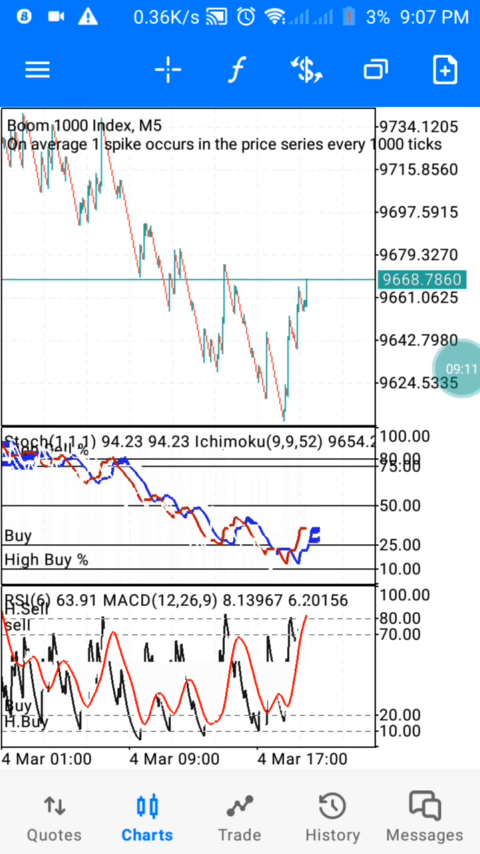 0.36K/s 3% 9:07 PM
Boom 1000 Index, M5
On average 1 spike occurs in the price series every 1000 ticks
9734.1205
9715.8560
9697.5915
9679.3270
9668.7860
9661.0625
9642.7980
9624.5335
09:11
Stoch(1,1,1) 94.23 94.23 Ichimoku(9,9,52) 9654.2
High Sell %
100.00
80.00
75.00
50.00
Buy
25.00
High Buy %
10.00
RSI(6) 63.91 MACD(12,26,9) 8.13967 6.20156
100.00
H.Sell
80.00
sell
70.00
Buy
20.00
H.Buy
10.00
4 Mar 01:00 4 Mar 09:00 4 Mar 17:00
Quotes Charts Trade History Messages